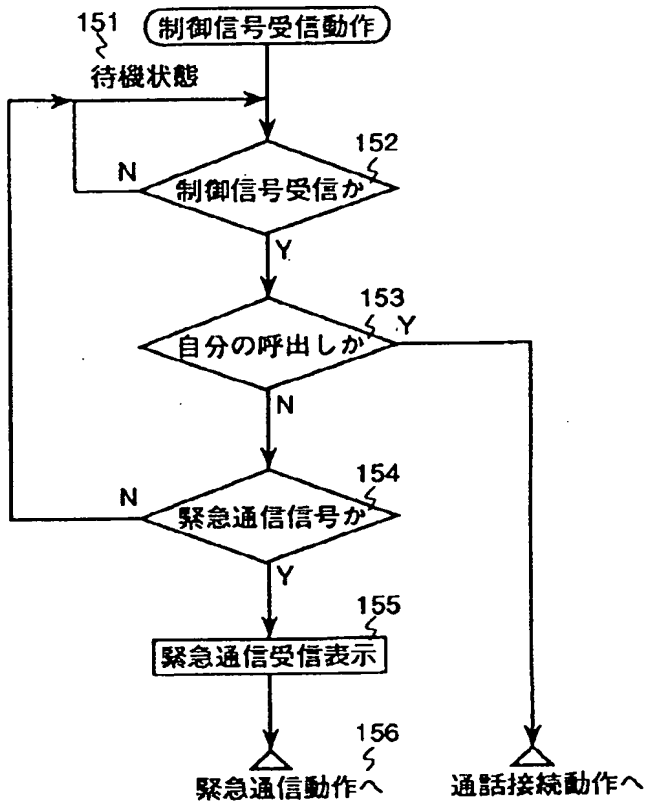 制御信号受信動作
151
待機状態
152
N
制御信号受信か
Y
153
自分の呼出しか
Y
N
154
N
緊急通信信号か
Y
155
緊急通信受信表示
156
緊急通信動作へ
通話接続動作へ